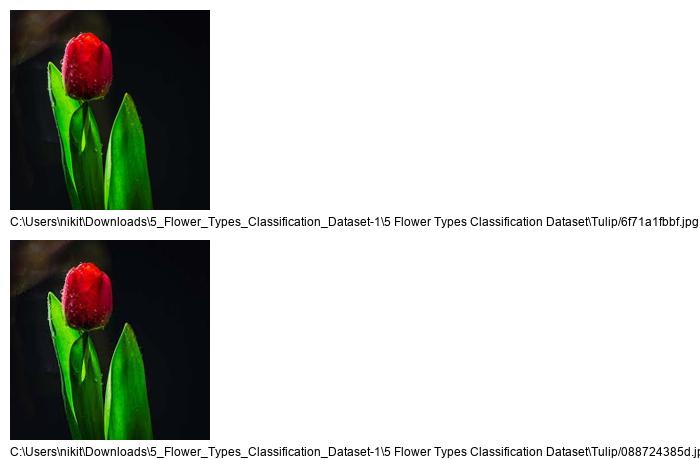 C:\Users\nikit\Downloads\5_Flower_Types_Classification_Dataset-1\5 Flower Types Classification Dataset\Tulip/6f71a1fbbf.jpg
C:\Users\nikit\Downloads\5_Flower_Types_Classification_Dataset-1\5 Flower Types Classification Dataset\Tulip/088724385d.jp